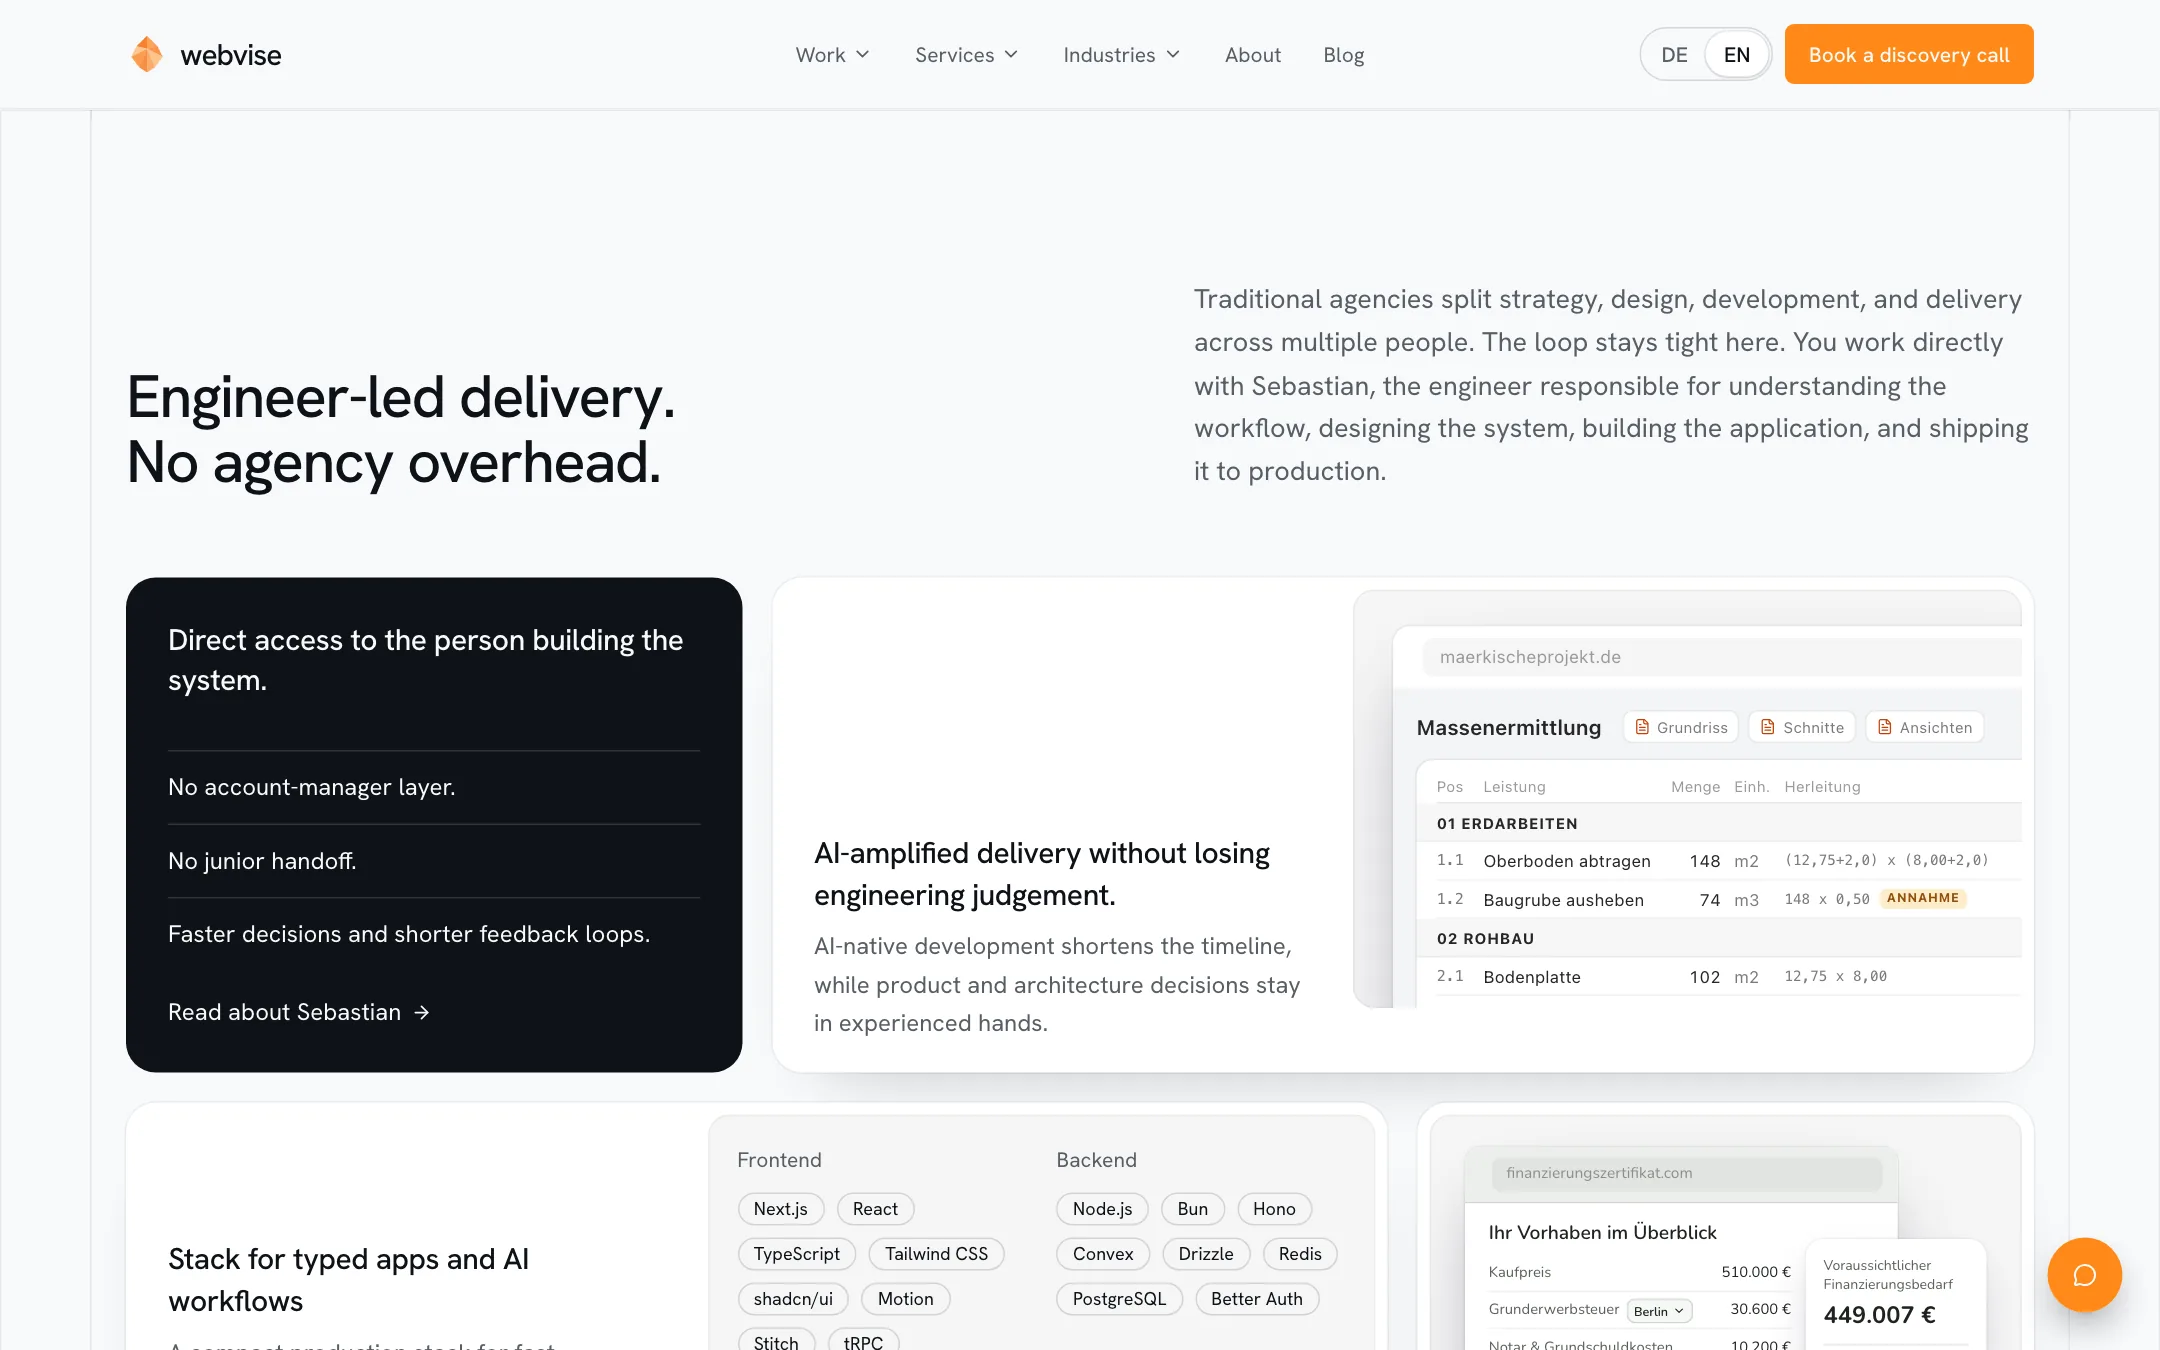 webvise
Work
Services
Industries
About
Blog
DE
EN
Book a discovery call
Engineer-led delivery.
No agency overhead.
Traditional agencies split strategy, design, development, and delivery
across multiple people. The loop stays tight here. You work directly
with Sebastian, the engineer responsible for understanding the
workflow, designing the system, building the application, and shipping
it to production.
Direct access to the person building the
system.
No account-manager layer.
No junior handoff.
Faster decisions and shorter feedback loops.
Read about Sebastian →
AI-amplified delivery without losing
engineering judgement.
AI-native development shortens the timeline,
while product and architecture decisions stay
in experienced hands.
maerkischeprojekt.de
Massenermittlung
Grundriss
Schnitte
Ansichten
Pos Leistung Menge Einh. Herleitung
01 ERDARBEITEN
1.1 Oberboden abtragen 148 m2 (12,75+2,0) x (8,00+2,0)
1.2 Baugrube ausheben 74 m3 148 x 0,50 ANNAHME
02 ROHBAU
2.1 Bodenplatte 102 m2 12,75 x 8,00
Stack for typed apps and AI
workflows
A compact production stack for fast
Frontend
Next.js React
TypeScript Tailwind CSS
shadcn/ui Motion
Stitch tRPC
Backend
Node.js Bun Hono
Convex Drizzle Redis
PostgreSQL Better Auth
finanzierungszertifikat.com
Ihr Vorhaben im Überblick
Kaufpreis 510.000 €
Grunderwerbsteuer Berlin 30.600 €
Notar & Grundschuldkosten 10.200 €
Voraussichtlicher
Finanzierungsbedarf
449.007 €